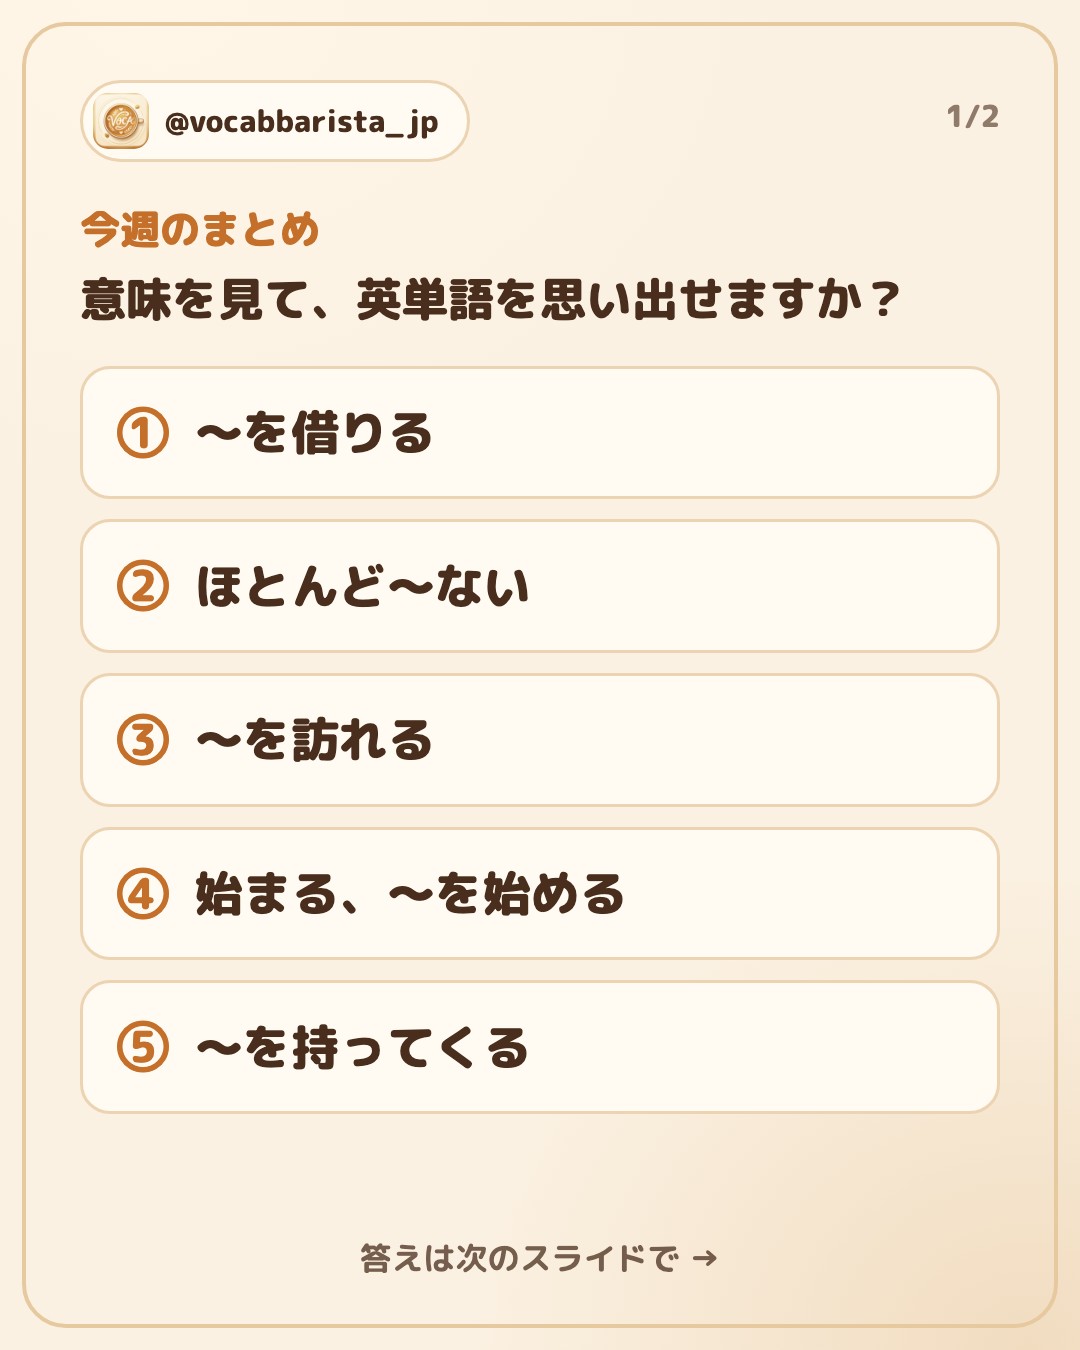 @vocabbarista_jp
1/2
今週のまとめ
意味を見て、英単語を思い出せますか？
① 〜を借りる
② ほとんど〜ない
③ 〜を訪れる
④ 始まる、〜を始める
⑤ 〜を持ってくる
答えは次のスライドで →